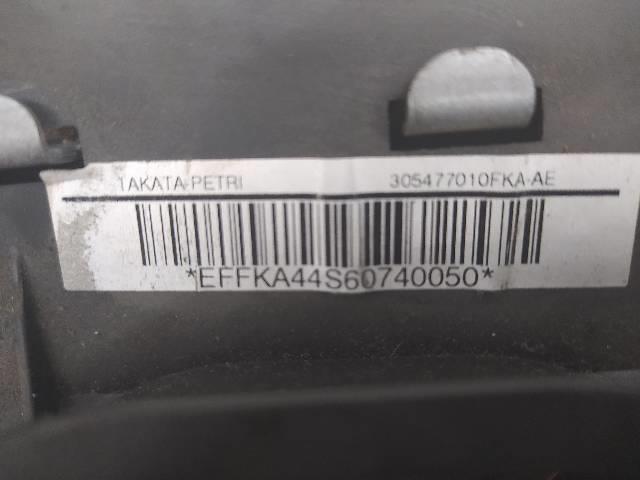 TAKATA-PETRI 305477010FKA-AE
*EFFKA44S60740050*